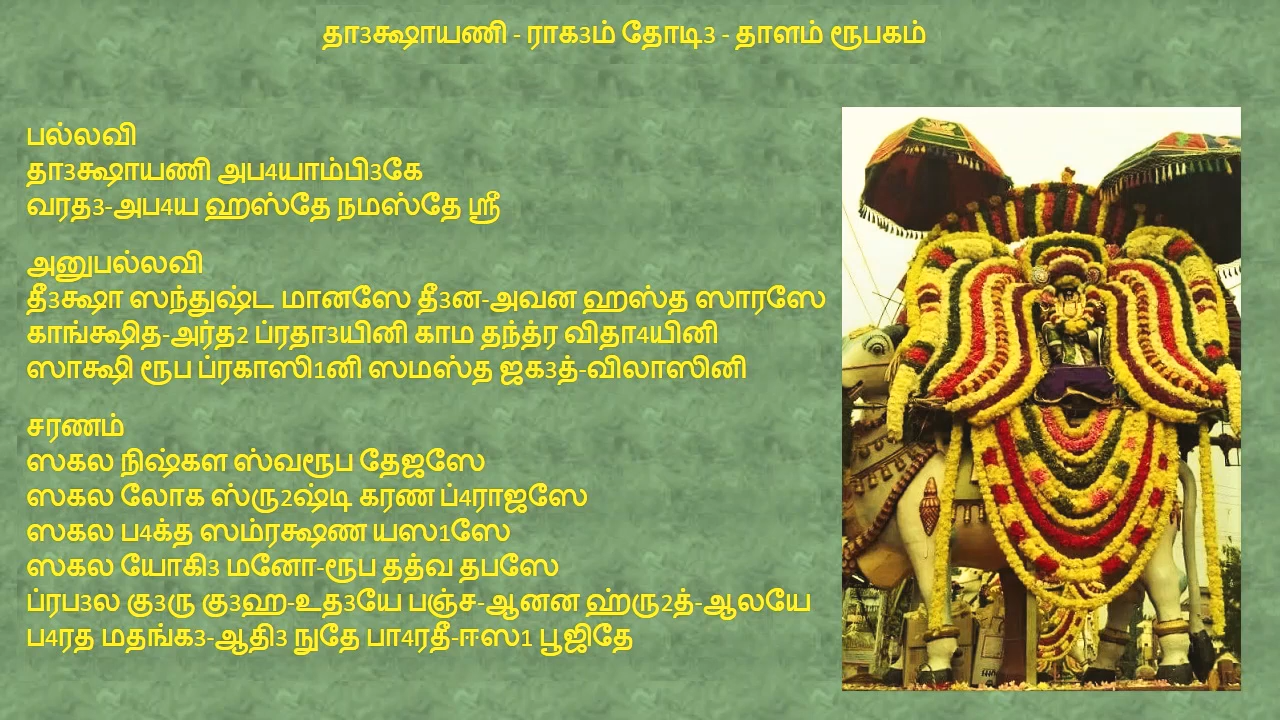 தா3க்ஷாயணி - ராக3ம் தோடி3 - தாளம் ரூபகம்
பல்லவி
தா3க்ஷாயணி அப4யாம்பி3கே
வரத3-அப4ய ஹஸ்தே நமஸ்தே ஸ்ரீ
அனுபல்லவி
தீ3க்ஷா ஸந்துஷ்ட மானஸே தீ3ன-அவன ஹஸ்த ஸாரஸே
காங்க்ஷித-அர்த2 ப்ரதா3யினி காம தந்த்ர விதா4யினி
ஸாக்ஷி ரூப ப்ரகாஸி1னி ஸமஸ்த ஜக3த்-விலாஸினி
சரணம்
ஸகல நிஷ்கள ஸ்வரூப தேஜஸே
ஸகல லோக ஸ்ரு2ஷ்டி கரண ப்4ராஜஸே
ஸகல ப4க்த ஸம்ரக்ஷண யஸ1ஸே
ஸகல யோகி3 மனோ-ரூப தத்வ தபஸே
ப்ரப3ல கு3ரு கு3ஹ-உத3யே பஞ்ச-ஆனன ஹ்ரு2த்-ஆலயே
ப4ரத மதங்க3-ஆதி3 நுதே பா4ரதீ-ஈஸ1 பூஜிதே